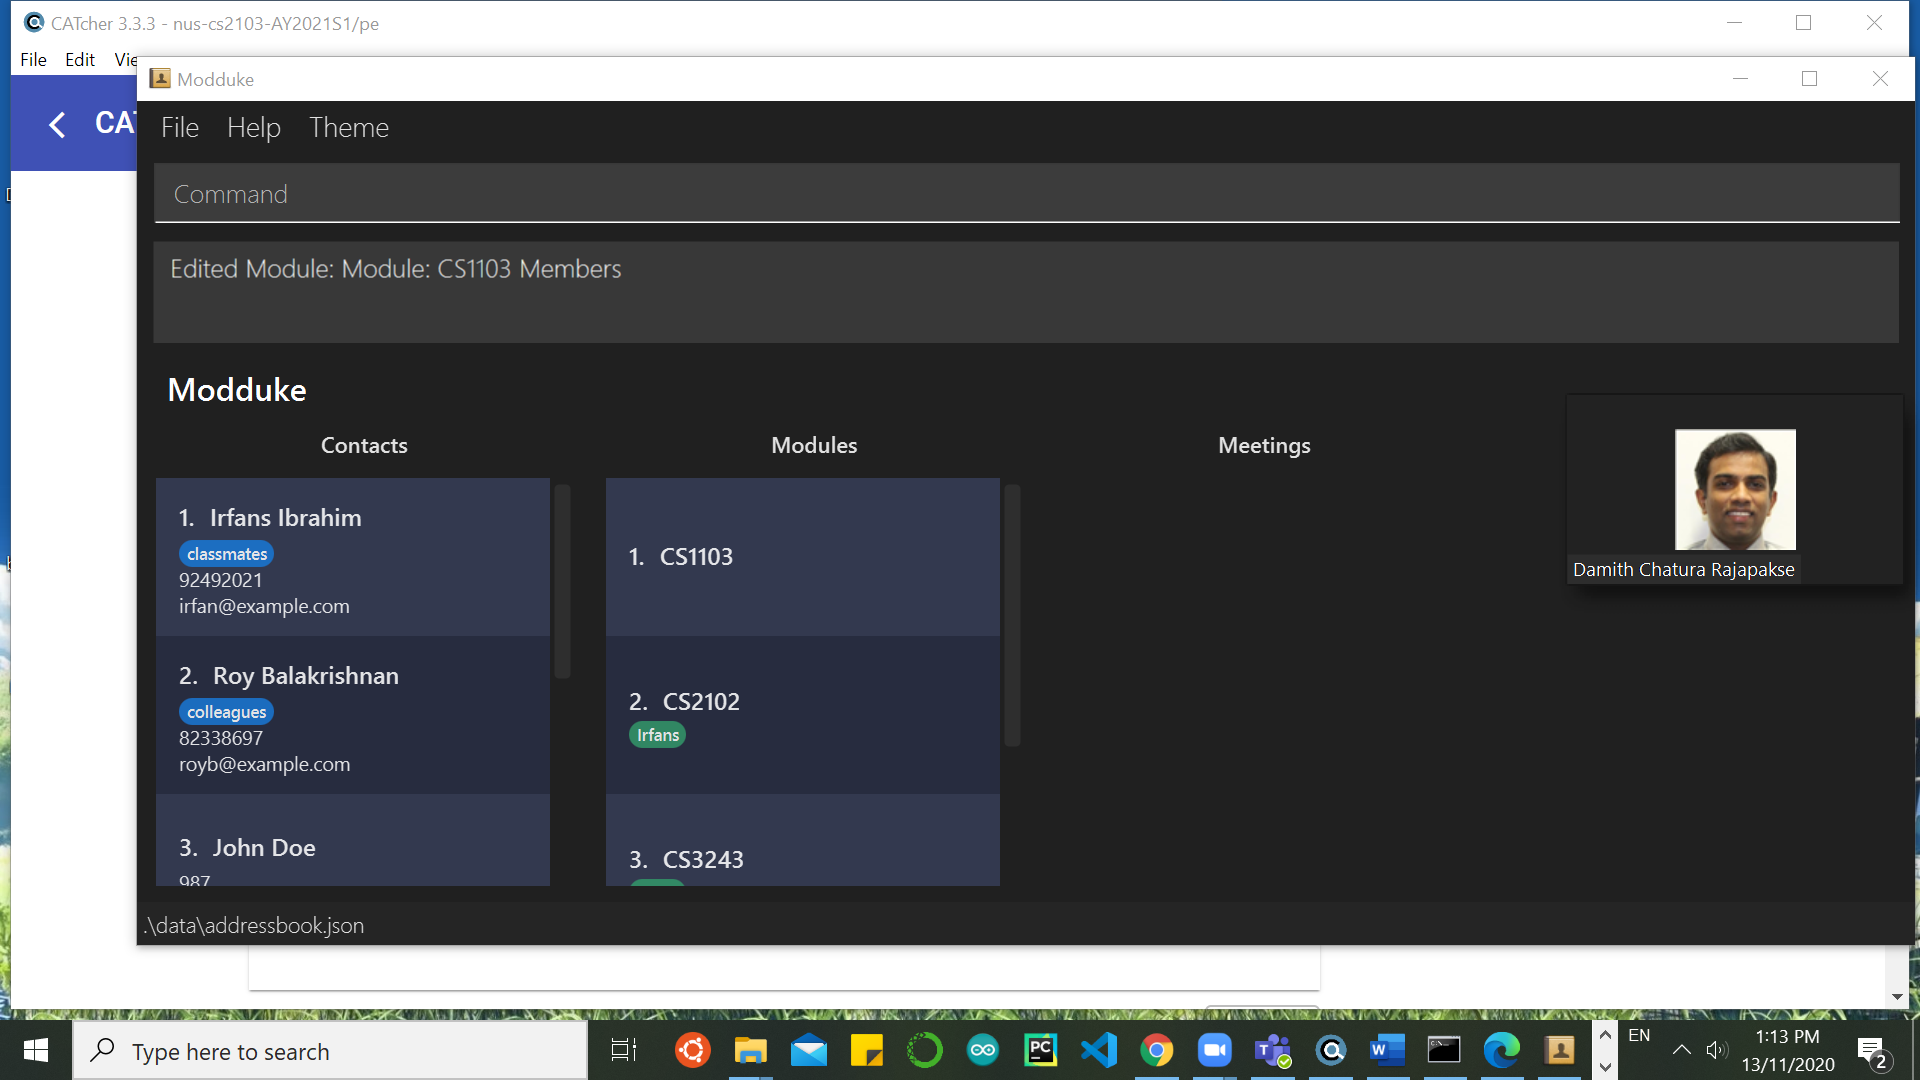 CATcher 3.3.3 - nus-cs2103-AY2021S1/pe
File Edit
Modduke
CA
File Help Theme
Command
Edited Module: Module: CS1103 Members
Modduke
Contacts Modules Meetings
1. Irfans Ibrahim
classmates
92492021
irfan@example.com
2. Roy Balakrishnan
colleagues
82338697
royb@example.com
3. John Doe
987
1. CS1103
2. CS2102
Irfans
3. CS3243
Damith Chatura Rajapakse
.\data\addressbook.json
Type here to search
PC
T
W
EN
1:13 PM
13/11/2020
2